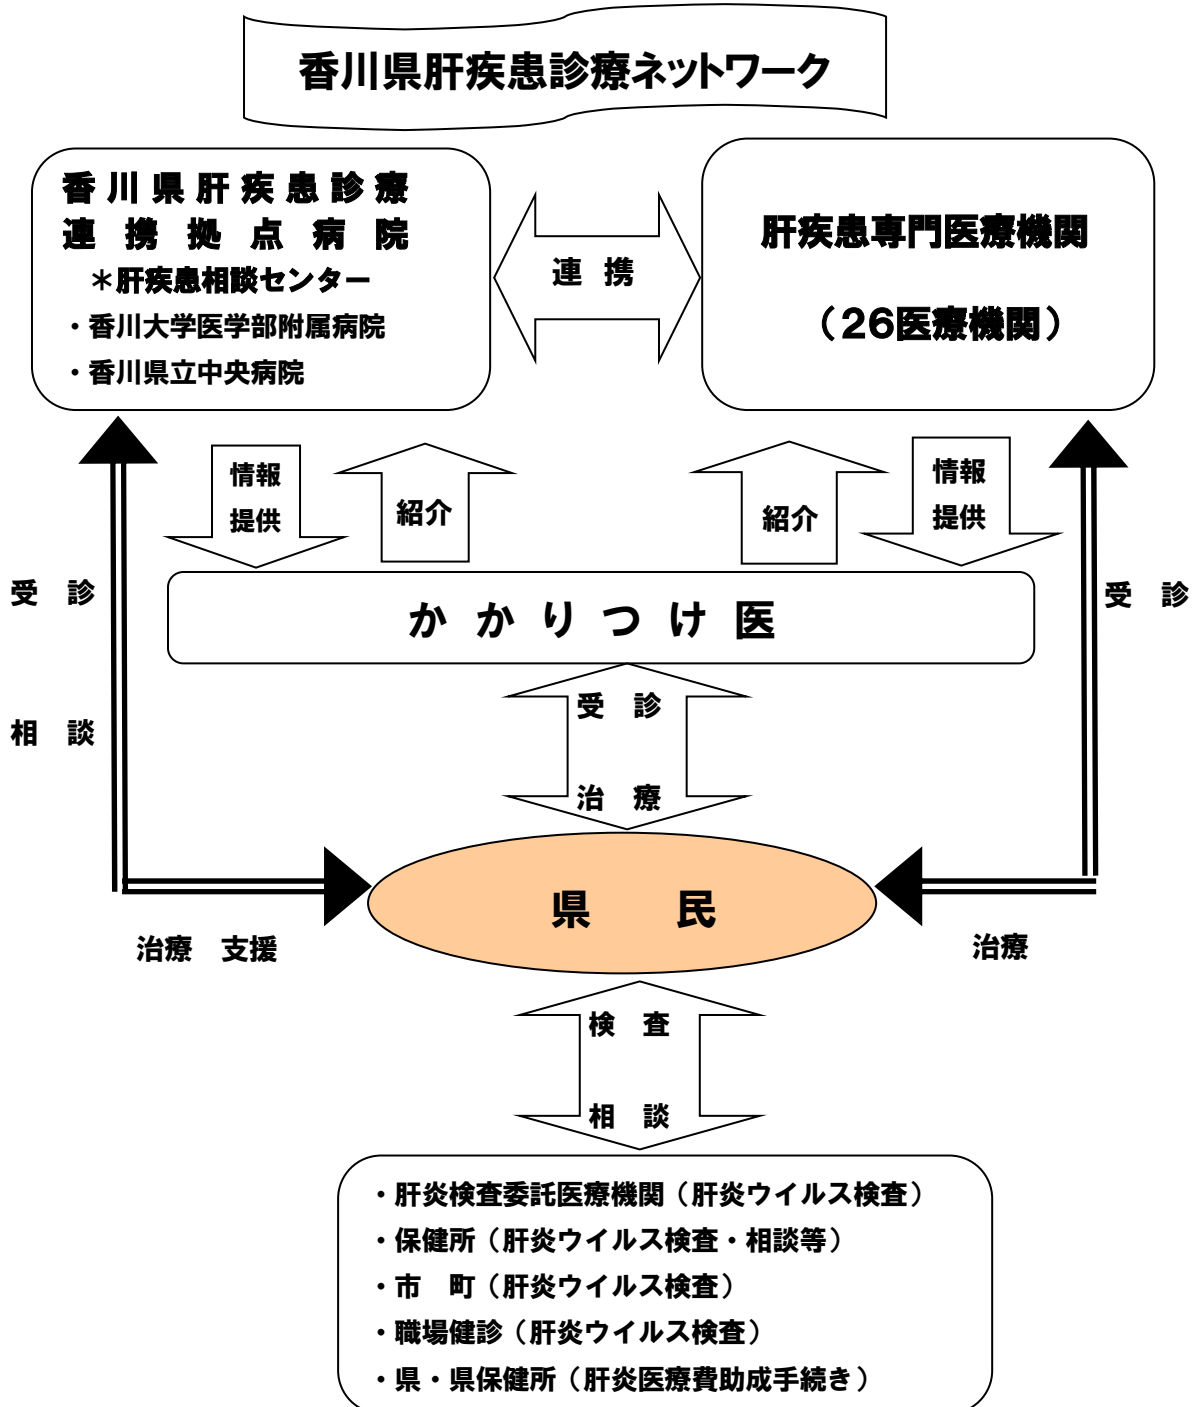 香川県肝疾患診療ネットワーク
香川県肝疾患診療
連携拠点病院
＊肝疾患相談センター
・香川大学医学部附属病院
・香川県立中央病院
連 携
肝疾患専門医療機関
（26医療機関）
情報
提供
紹介
紹介
情報
提供
受 診
相 談
受 診
かかりつけ医
受 診
治 療
県 民
治療 支援
治療
検 査
相 談
・肝炎検査委託医療機関（肝炎ウイルス検査）
・保健所（肝炎ウイルス検査・相談等）
・市 町（肝炎ウイルス検査）
・職場健診（肝炎ウイルス検査）
・県・県保健所（肝炎医療費助成手続き）